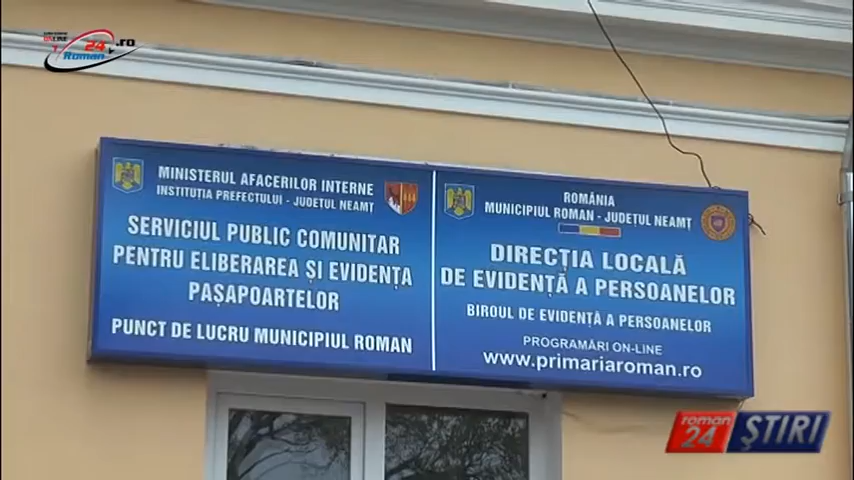 ONLINE
Roman 24 .ro
MINISTERUL AFACERILOR INTERNE
INSTITUȚIA PREFECTULUI - JUDEȚUL NEAMȚ
SERVICIUL PUBLIC COMUNITAR
PENTRU ELIBERAREA ȘI EVIDENȚA
PAȘAPOARTELOR
PUNCT DE LUCRU MUNICIPIUL ROMAN
ROMÂNIA
MUNICIPIUL ROMAN - JUDEȚUL NEAMȚ
DIRECȚIA LOCALĂ
DE EVIDENȚĂ A PERSOANELOR
BIROUL DE EVIDENȚA A PERSOANELOR
PROGRAMĂRI ON-LINE
www.primariaroman.ro
roman
24
ȘTIRI